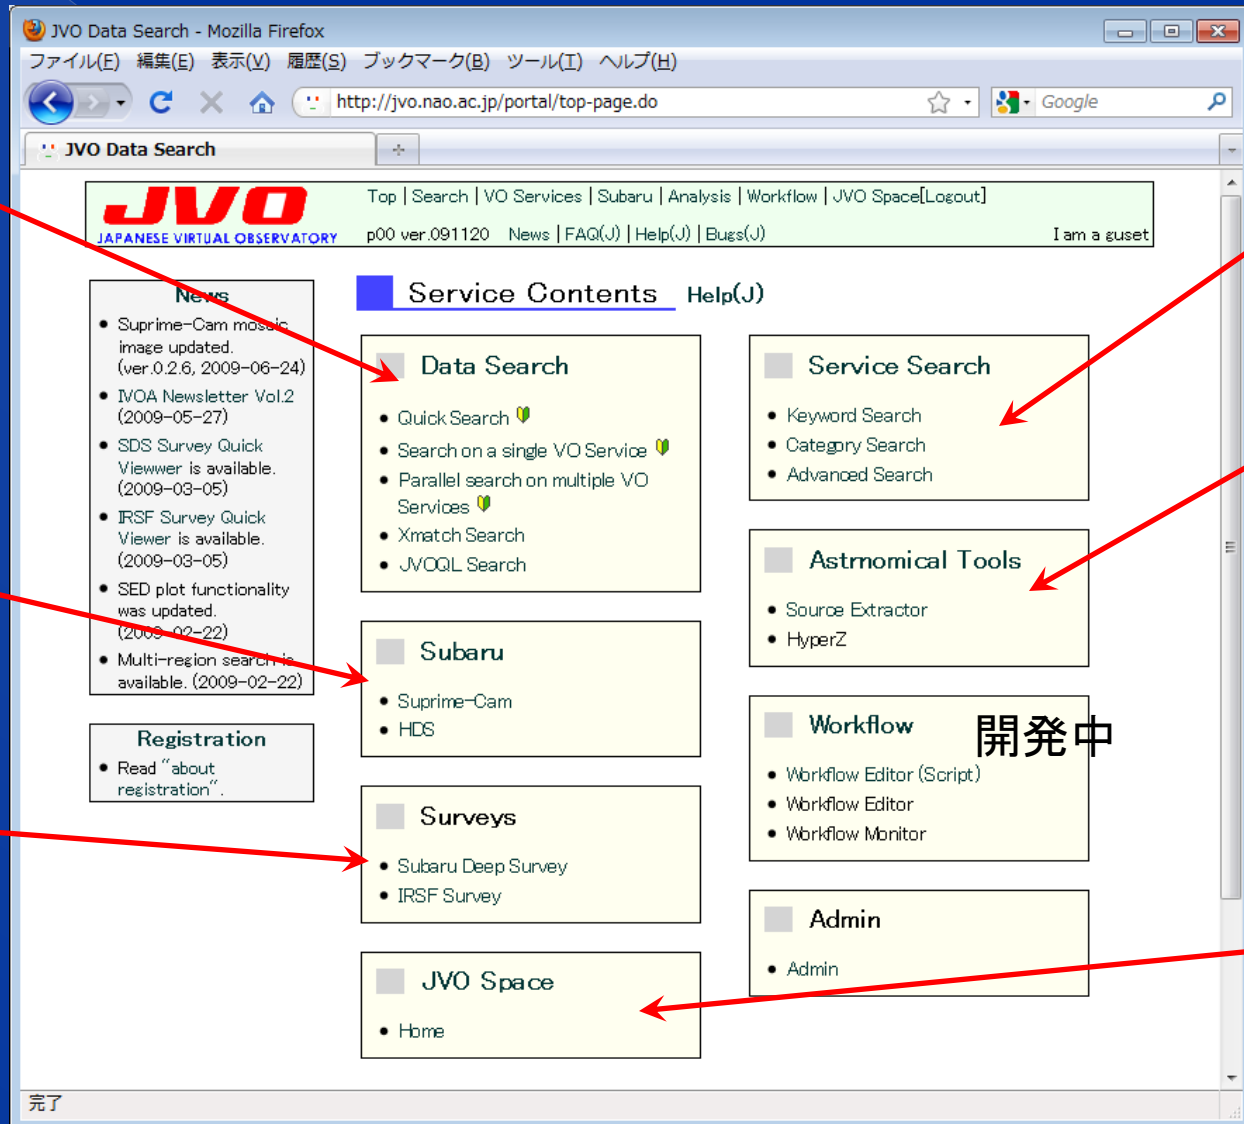 JVO Data Search - Mozilla Firefox
ファイル(F) 編集(E) 表示(V) 履歴(S) ブックマーク(B) ツール(T) ヘルプ(H)
http://jvo.nao.ac.jp/portal/top-page.do
Google
JVO Data Search
JVO
JAPANESE VIRTUAL OBSERVATORY
Top | Search | VO Services | Subaru | Analysis | Workflow | JVO Space[Logout]
p00 ver.091120 News | FAQ(J) | Help(J) | Bugs(J)
I am a guset
News
• Suprime-Cam mosaic
image updated.
(ver.0.2.6, 2009-06-24)
• IVOA Newsletter Vol.2
(2009-05-27)
• SDS Survey Quick
Viewwer is available.
(2009-03-05)
• IRSF Survey Quick
Viewer is available.
(2009-03-05)
• SED plot functionality
was updated.
(2009-02-22)
• Multi-region search is
available. (2009-02-22)
Registration
• Read "about
registration".
Service Contents Help(J)
Data Search
• Quick Search
• Search on a single VO Service
• Parallel search on multiple VO
Services
• Xmatch Search
• JVOQL Search
Subaru
• Suprime-Cam
• HDS
Surveys
• Subaru Deep Survey
• IRSF Survey
JVO Space
• Home
Service Search
• Keyword Search
• Category Search
• Advanced Search
Astrnomical Tools
• Source Extractor
• HyperZ
Workflow
開発中
• Workflow Editor (Script)
• Workflow Editor
• Workflow Monitor
Admin
• Admin
完了